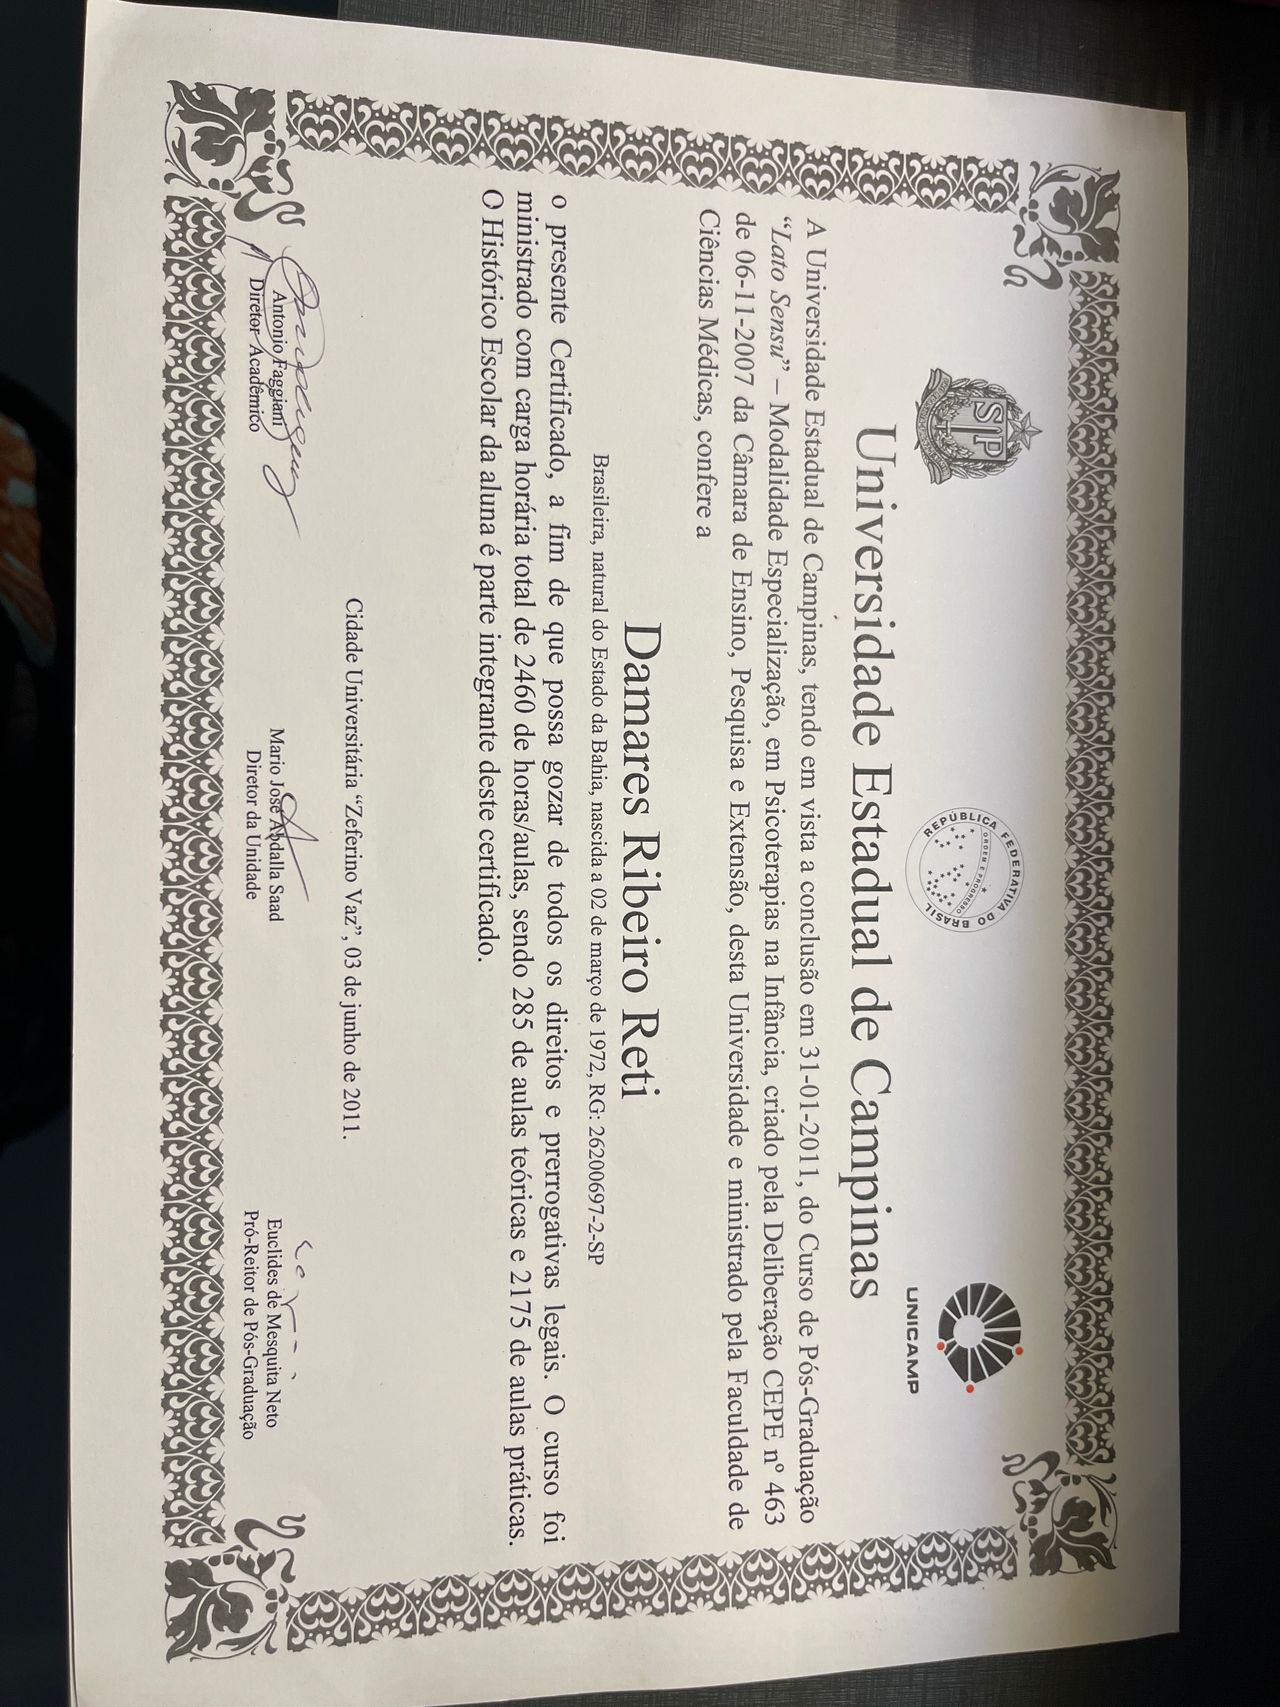 SP
REPÚBLICA FEDERATIVA DO BRASIL
ORDEM E PROGRESSO
UNICAMP
Universidade Estadual de Campinas
A Universidade Estadual de Campinas, tendo em vista a conclusão em 31-01-2011, do Curso de Pós-Graduação
“Lato Sensu” – Modalidade Especialização, em Psicoterapias na Infância, criado pela Deliberação CEPE nº 463
de 06-11-2007 da Câmara de Ensino, Pesquisa e Extensão, desta Universidade e ministrado pela Faculdade de
Ciências Médicas, confere a
Damares Ribeiro Reti
Brasileira, natural do Estado da Bahia, nascida a 02 de março de 1972, RG: 26200697-2-SP
o presente Certificado, a fim de que possa gozar de todos os direitos e prerrogativas legais. O curso foi
ministrado com carga horária total de 2460 de horas/aulas, sendo 285 de aulas teóricas e 2175 de aulas práticas.
O Histórico Escolar da aluna é parte integrante deste certificado.
Cidade Universitária “Zeferino Vaz”, 03 de junho de 2011.
Antonio Faggiani
Diretor Acadêmico
Mario José Abdalla Saad
Diretor da Unidade
Euclides de Mesquita Neto
Pró-Reitor de Pós-Graduação